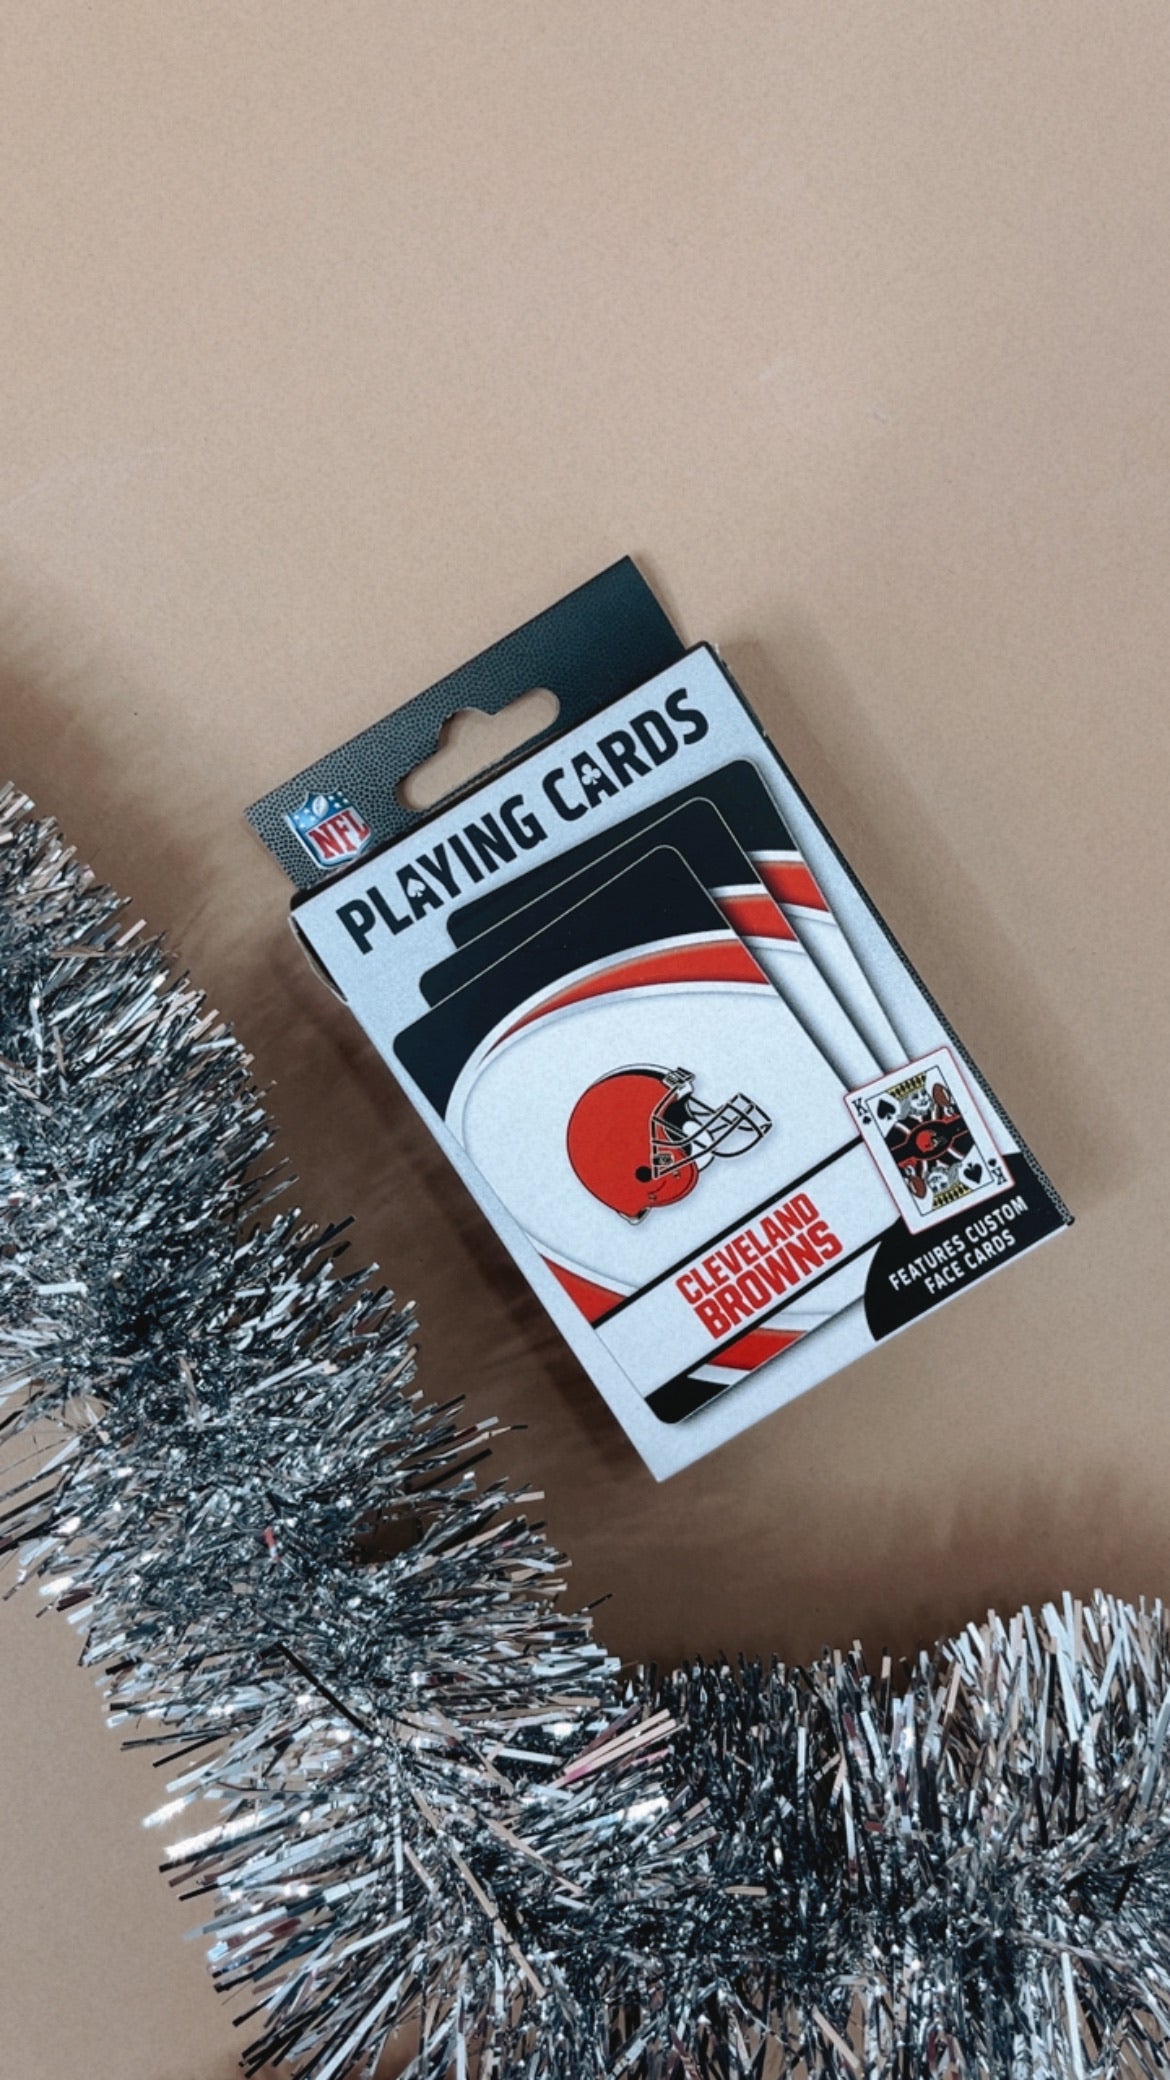 NFL
PLAYING CARDS
CLEVELAND
BROWNS
K
K
FEATURES CUSTOM
FACE CARDS